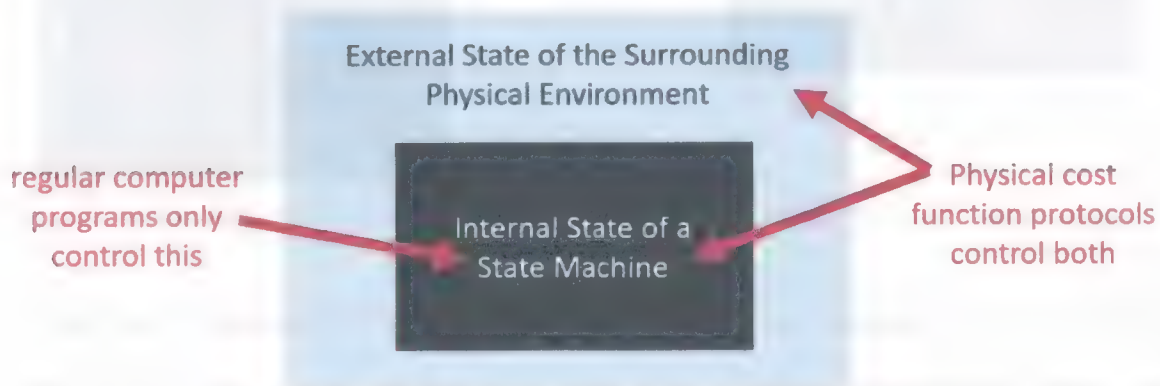 External State of the Surrounding
Physical Environment
regular computer
programs only
control this
Internal State of a
State Machine
Physical cost
function protocols
control both